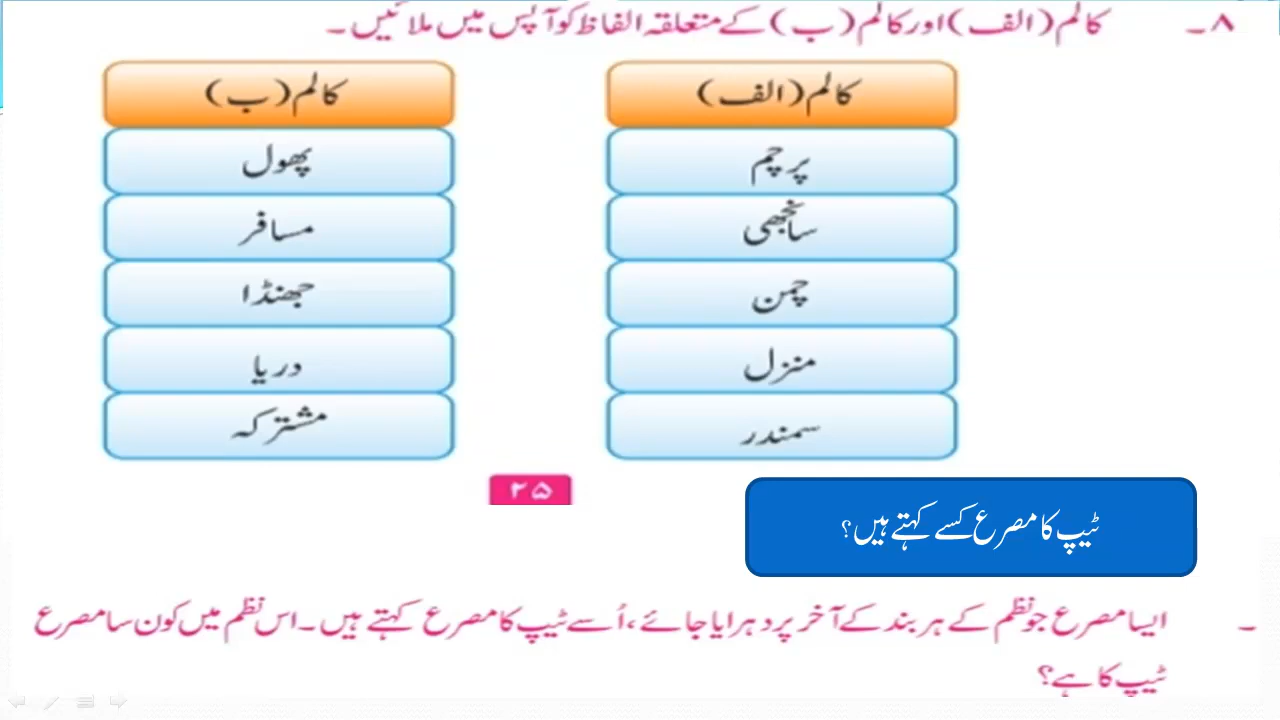 ۸۔ کالم (الف) اور کالم (ب) کے متعلقہ الفاظ کو آپس میں ملائیں۔
کالم (الف) کالم (ب)
پرچم پھول
سانجھی مسافر
چمن جھنڈا
منزل دریا
سمندر مشترکہ
۲۵
ٹیپ کا مصرع کسے کہتے ہیں؟
۔ ایسا مصرع جو نظم کے ہر بند کے آخر پر دہرایا جائے، اُسے ٹیپ کا مصرع کہتے ہیں۔ اس نظم میں کون سا مصرع
ٹیپ کا ہے؟